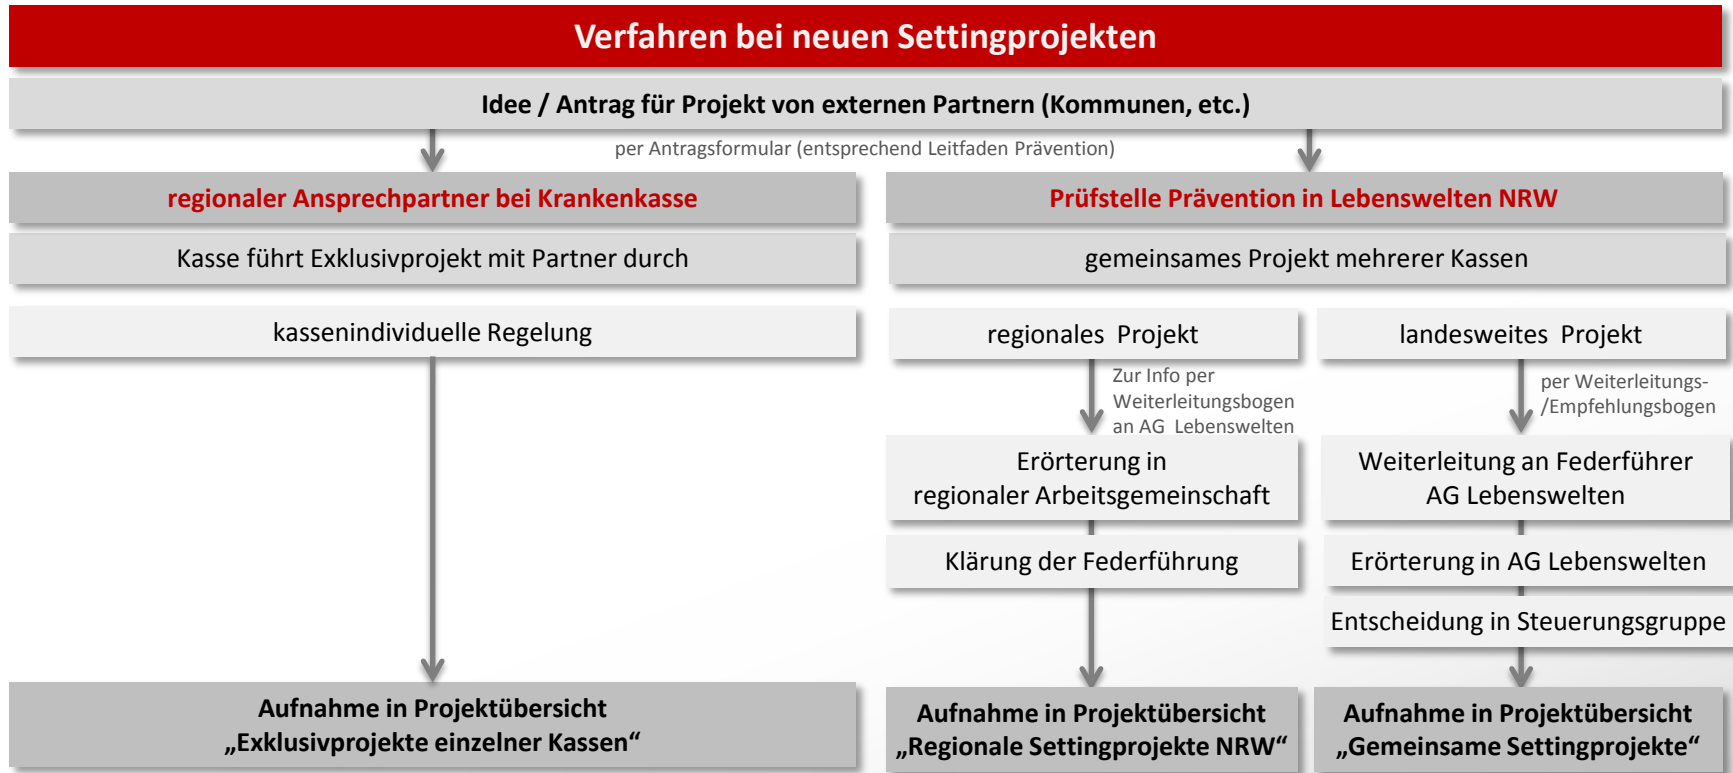 Verfahren bei neuen Settingprojekten
Idee / Antrag für Projekt von externen Partnern (Kommunen, etc.)
per Antragsformular (entsprechend Leitfaden Prävention)
regionaler Ansprechpartner bei Krankenkasse
Kasse führt Exklusivprojekt mit Partner durch
kassenindividuelle Regelung
Aufnahme in Projektübersicht
„Exklusivprojekte einzelner Kassen“
Prüfstelle Prävention in Lebenswelten NRW
gemeinsames Projekt mehrerer Kassen
regionales Projekt
Zur Info per
Weiterleitungsbogen
an AG Lebenswelten
Erörterung in
regionaler Arbeitsgemeinschaft
Klärung der Federführung
Aufnahme in Projektübersicht
„Regionale Settingprojekte NRW“
landesweites Projekt
per Weiterleitungs-
/Empfehlungsbogen
Weiterleitung an Federführer
AG Lebenswelten
Erörterung in AG Lebenswelten
Entscheidung in Steuerungsgruppe
Aufnahme in Projektübersicht
„Gemeinsame Settingprojekte“